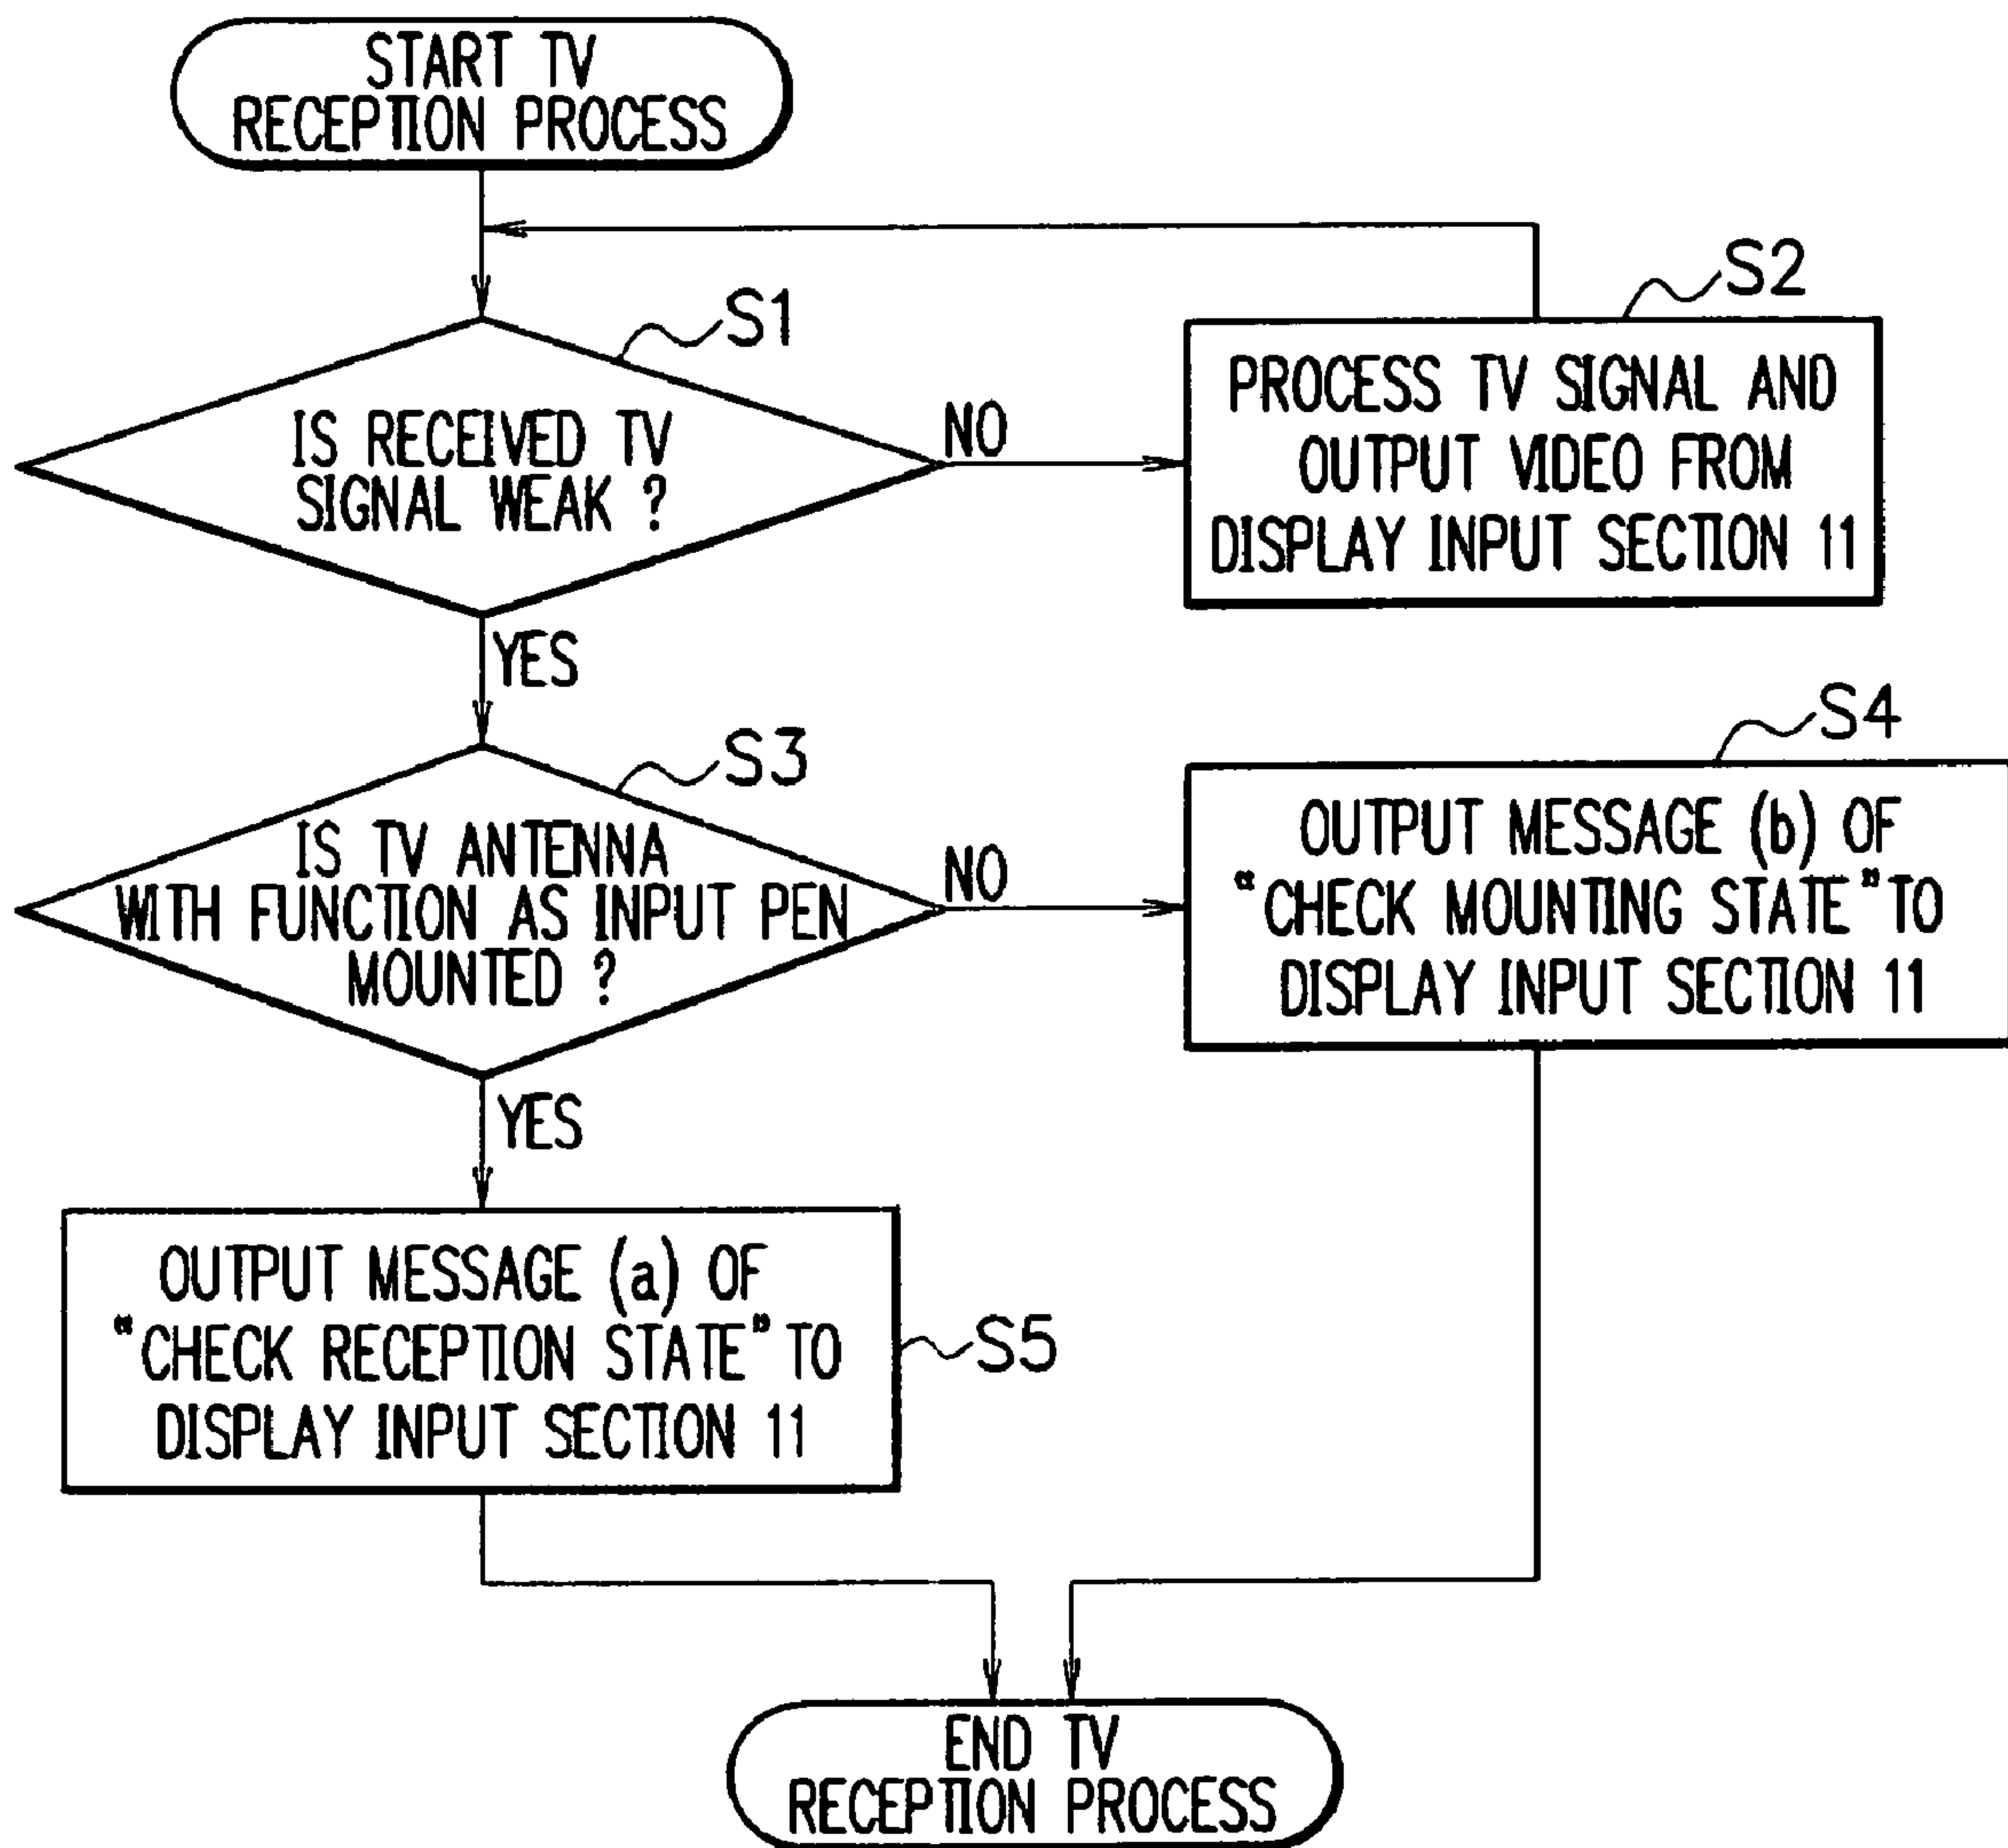 START TV
RECEPTION PROCESS
S1
IS RECEIVED TV
SIGNAL WEAK ?
NO
S2
PROCESS TV SIGNAL AND
OUTPUT VIDEO FROM
DISPLAY INPUT SECTION 11
YES
S3
IS TV ANTENNA
WITH FUNCTION AS INPUT PEN
MOUNTED ?
NO
S4
OUTPUT MESSAGE (b) OF
"CHECK MOUNTING STATE" TO
DISPLAY INPUT SECTION 11
YES
OUTPUT MESSAGE (a) OF
"CHECK RECEPTION STATE" TO
DISPLAY INPUT SECTION 11
S5
END TV
RECEPTION PROCESS